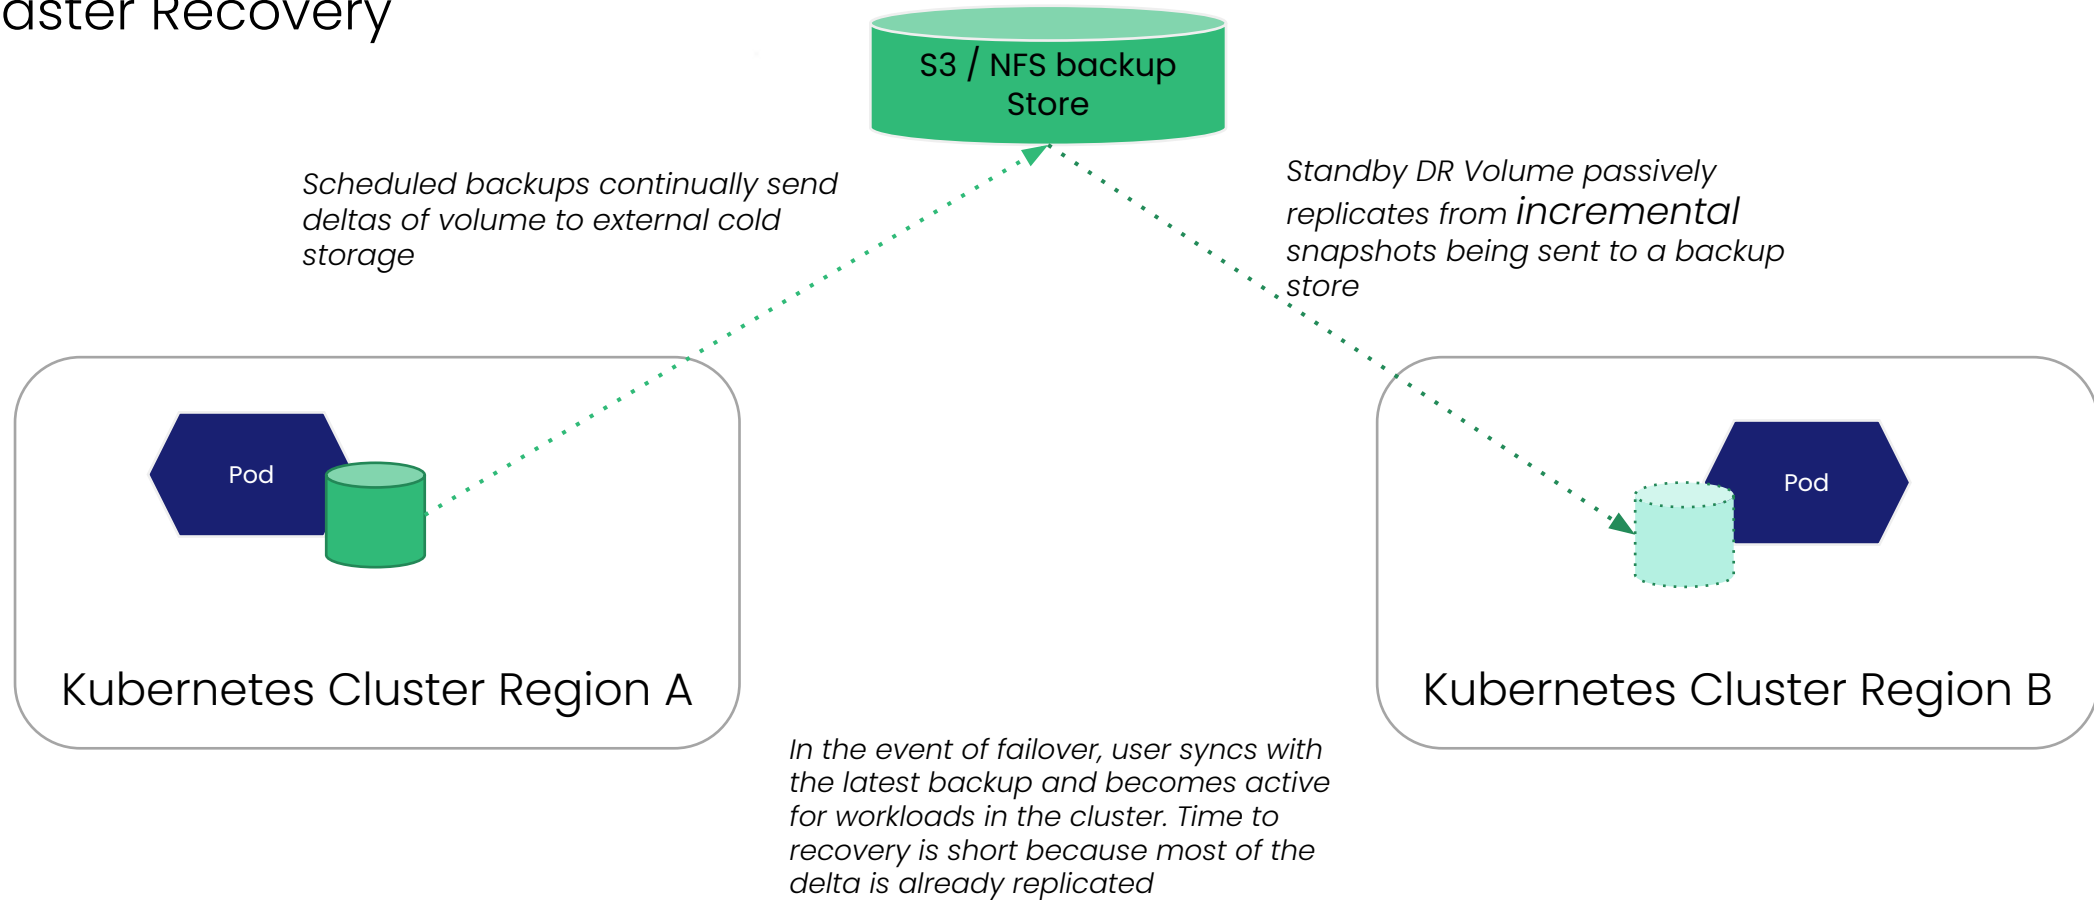 aster Recovery
S3 / NFS backup
Store
Scheduled backups continually send
deltas of volume to external cold
storage
Standby DR Volume passively
replicates from incremental
snapshots being sent to a backup
store
Pod
Pod
Kubernetes Cluster Region A
Kubernetes Cluster Region B
In the event of failover, user syncs with
the latest backup and becomes active
for workloads in the cluster. Time to
recovery is short because most of the
delta is already replicated